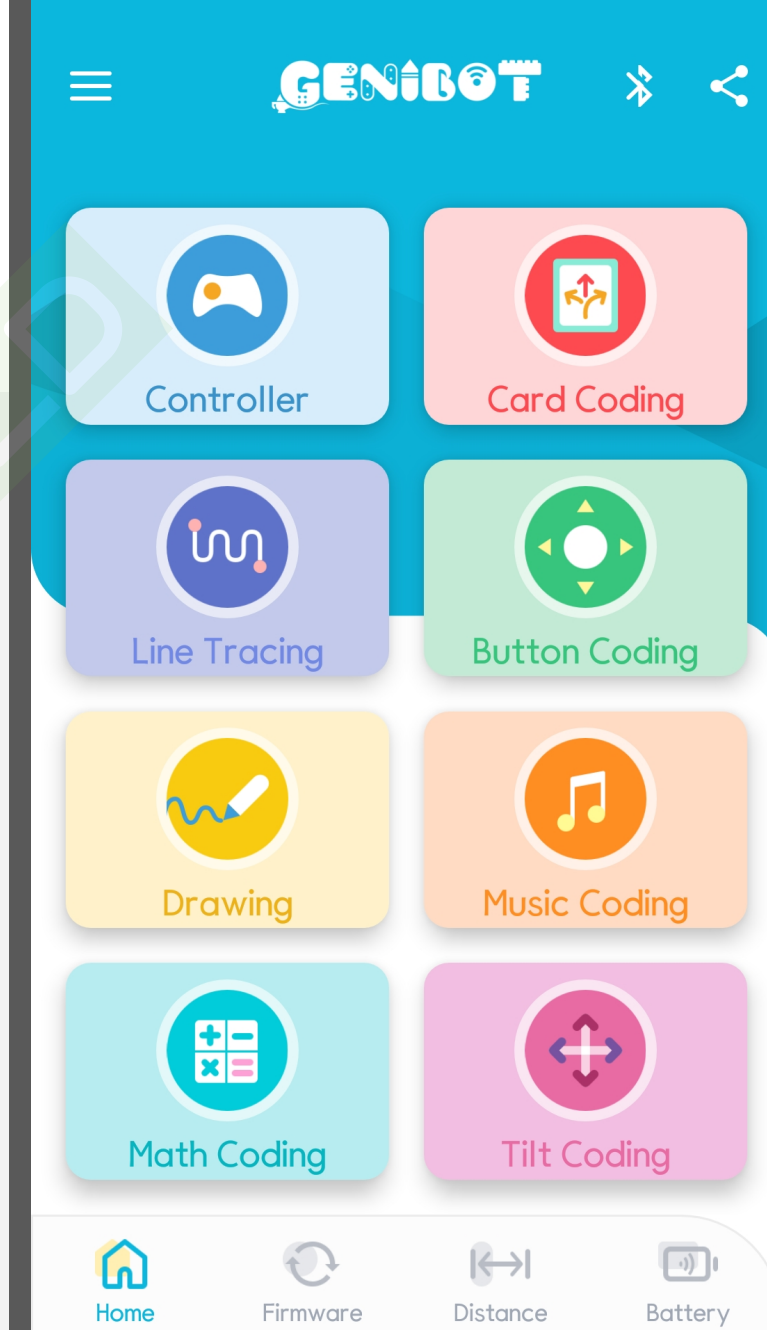 GENIBOT
Controller
Card Coding
Line Tracing
Button Coding
Drawing
Music Coding
Math Coding
Tilt Coding
Home
Firmware
Distance
Battery